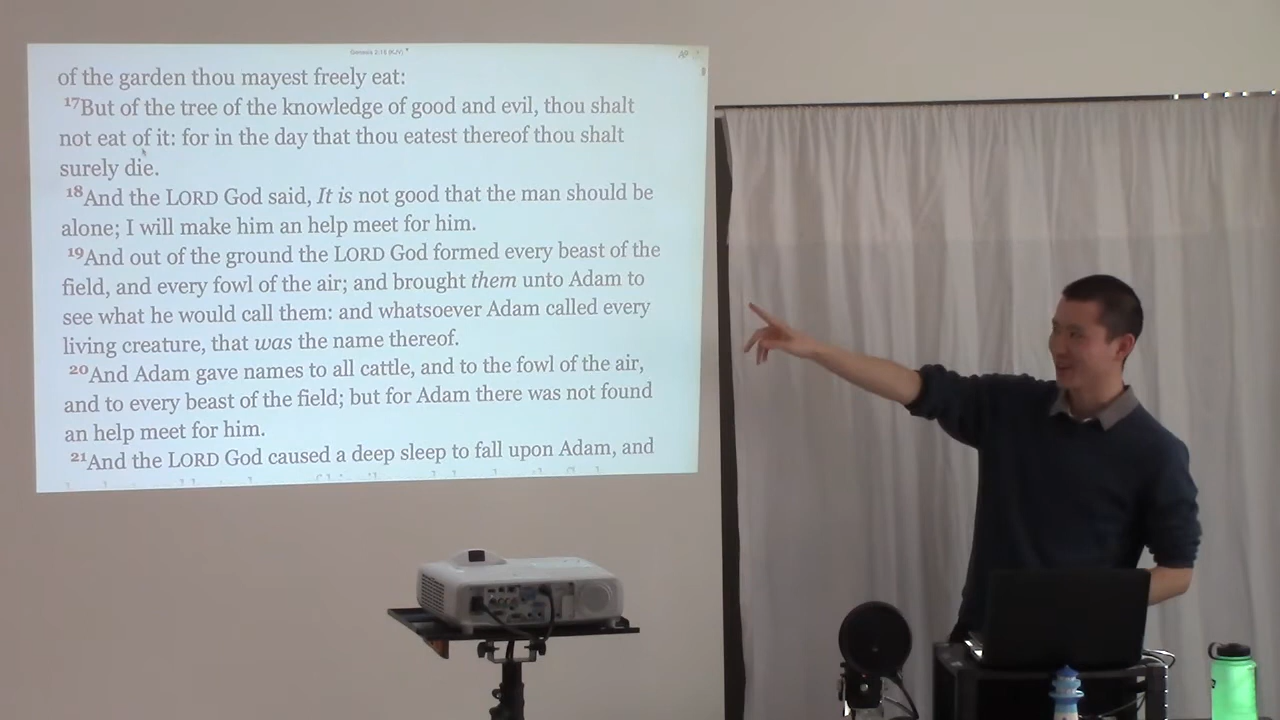 Genesis 2:18 (KJV)
of the garden thou mayest freely eat:
17But of the tree of the knowledge of good and evil, thou shalt
not eat of it: for in the day that thou eatest thereof thou shalt
surely die.
18And the LORD God said, It is not good that the man should be
alone; I will make him an help meet for him.
19And out of the ground the LORD God formed every beast of the
field, and every fowl of the air; and brought them unto Adam to
see what he would call them: and whatsoever Adam called every
living creature, that was the name thereof.
20And Adam gave names to all cattle, and to the fowl of the air,
and to every beast of the field; but for Adam there was not found
an help meet for him.
21And the LORD God caused a deep sleep to fall upon Adam, and